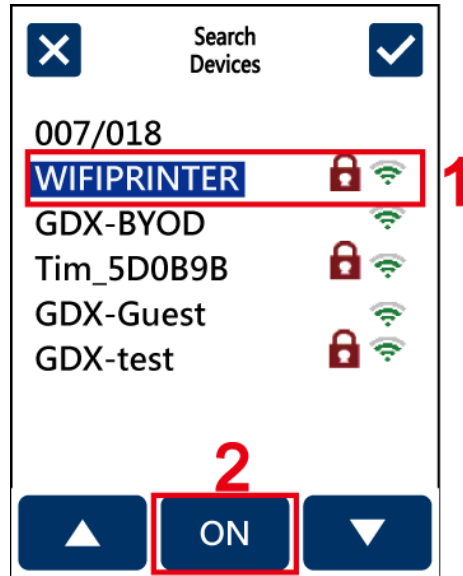 Search
Devices
007/018
WIFIPRINTER
1
GDX-BYOD
Tim_5D0B9B
GDX-Guest
GDX-test
2
ON